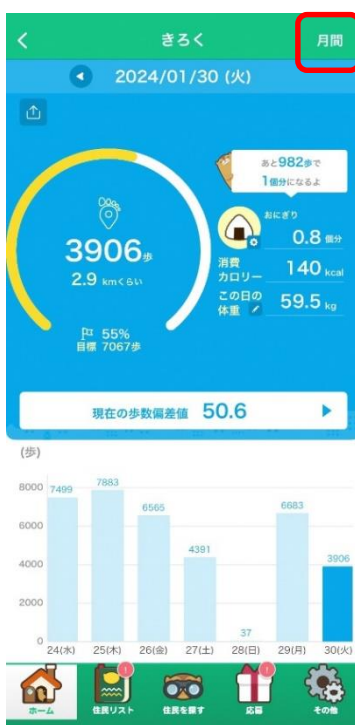 きろく
月間
2024/01/30 (火)
あと982歩で
1個分になるよ
おにぎり
0.8 個分
3906歩
2.9 kmくらい
消費
カロリー 140 kcal
この日の
体重 59.5 kg
55%
目標 7067歩
現在の歩数偏差値 50.6
(歩)
8000
6000
4000
2000
0
7499
7883
6565
4391
37
6683
3906
24(水) 25(木) 26(金) 27(土) 28(日) 29(月) 30(火)
ホーム 住民リスト 住民を探す 応募 その他